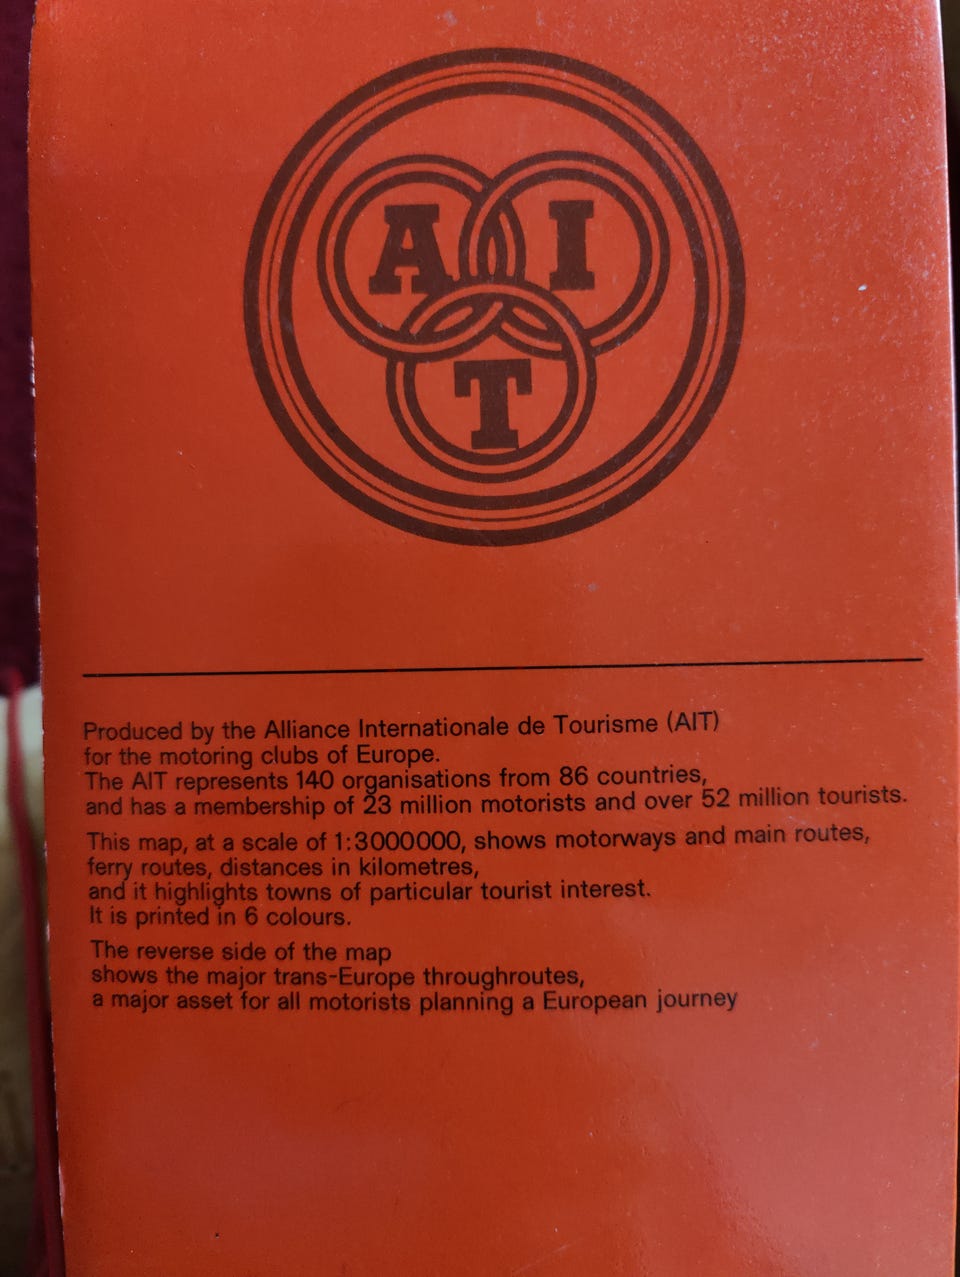 A I
T
Produced by the Alliance Internationale de Tourisme (AIT)
for the motoring clubs of Europe.
The AIT represents 140 organisations from 86 countries,
and has a membership of 23 million motorists and over 52 million tourists.
This map, at a scale of 1:3000000, shows motorways and main routes,
ferry routes, distances in kilometres,
and it highlights towns of particular tourist interest.
It is printed in 6 colours.
The reverse side of the map
shows the major trans-Europe throughroutes,
a major asset for all motorists planning a European journey